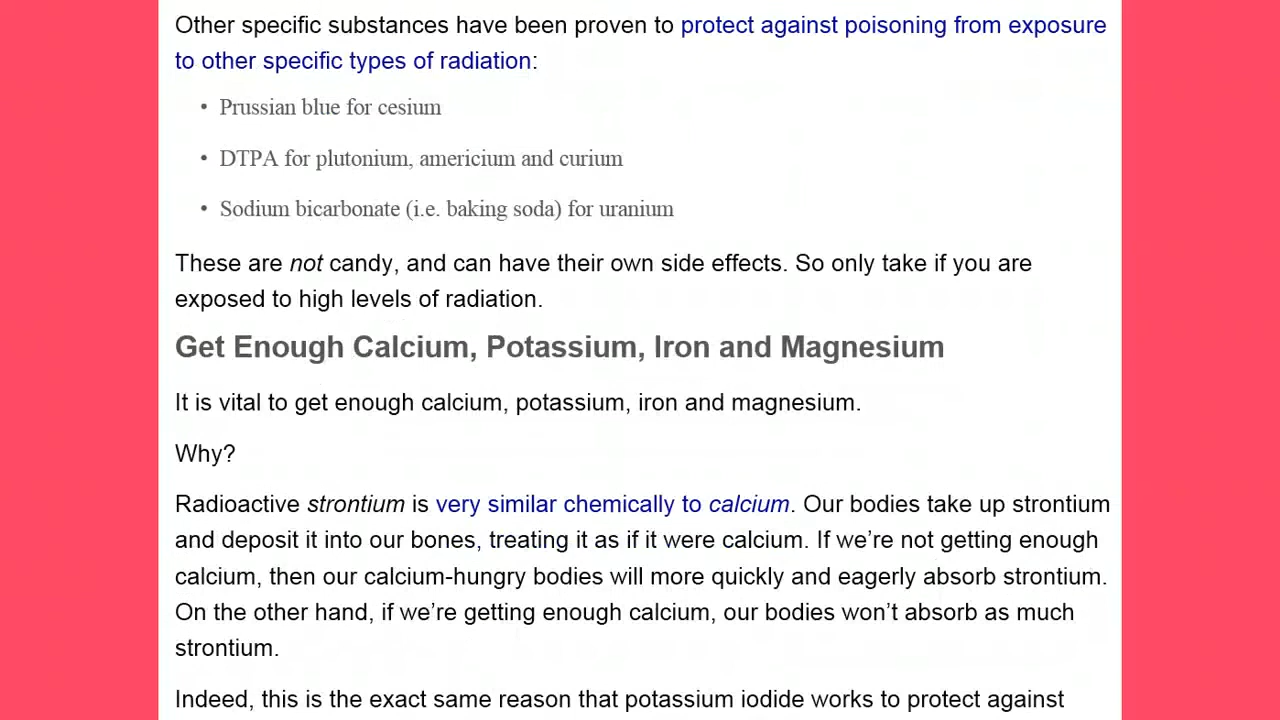 Other specific substances have been proven to protect against poisoning from exposure
to other specific types of radiation:
• Prussian blue for cesium
• DTPA for plutonium, americium and curium
• Sodium bicarbonate (i.e. baking soda) for uranium
These are not candy, and can have their own side effects. So only take if you are
exposed to high levels of radiation.
Get Enough Calcium, Potassium, Iron and Magnesium
It is vital to get enough calcium, potassium, iron and magnesium.
Why?
Radioactive strontium is very similar chemically to calcium. Our bodies take up strontium
and deposit it into our bones, treating it as if it were calcium. If we’re not getting enough
calcium, then our calcium-hungry bodies will more quickly and eagerly absorb strontium.
On the other hand, if we’re getting enough calcium, our bodies won’t absorb as much
strontium.
Indeed, this is the exact same reason that potassium iodide works to protect against